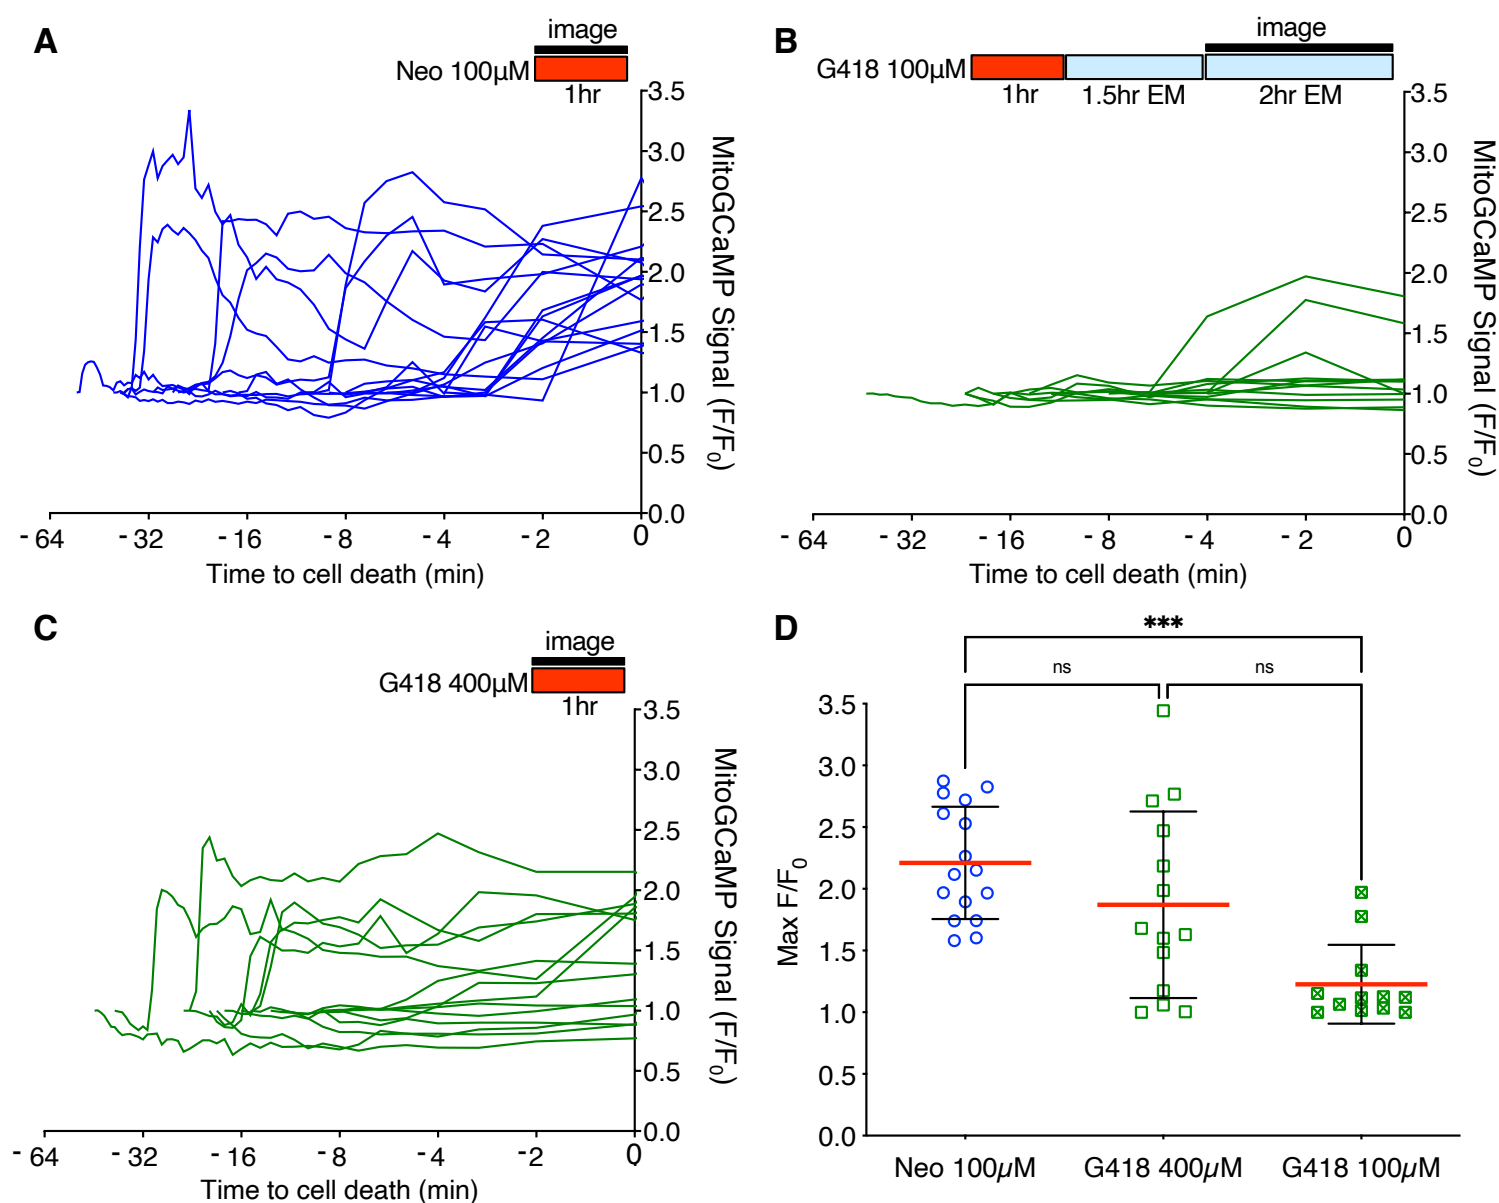 A
image
Neo 100µM
1hr
3.5
3.0
2.5
2.0
1.5
1.0
0.5
0.0
MitoGCaMP Signal (F/F0)
- 64 - 32 - 16 - 8 - 4 - 2 0
Time to cell death (min)
B
image
G418 100µM
1hr 1.5hr EM 2hr EM
3.5
3.0
2.5
2.0
1.5
1.0
0.5
0.0
MitoGCaMP Signal (F/F0)
- 64 - 32 - 16 - 8 - 4 - 2 0
Time to cell death (min)
C
image
G418 400µM
1hr
3.5
3.0
2.5
2.0
1.5
1.0
0.5
0.0
MitoGCaMP Signal (F/F0)
- 64 - 32 - 16 - 8 - 4 -2 0
Time to cell death (min)
D
***
ns ns
3.5
3.0
2.5
2.0
1.5
1.0
0.5
0.0
Max F/F0
Neo 100µM G418 400µM G418 100µM